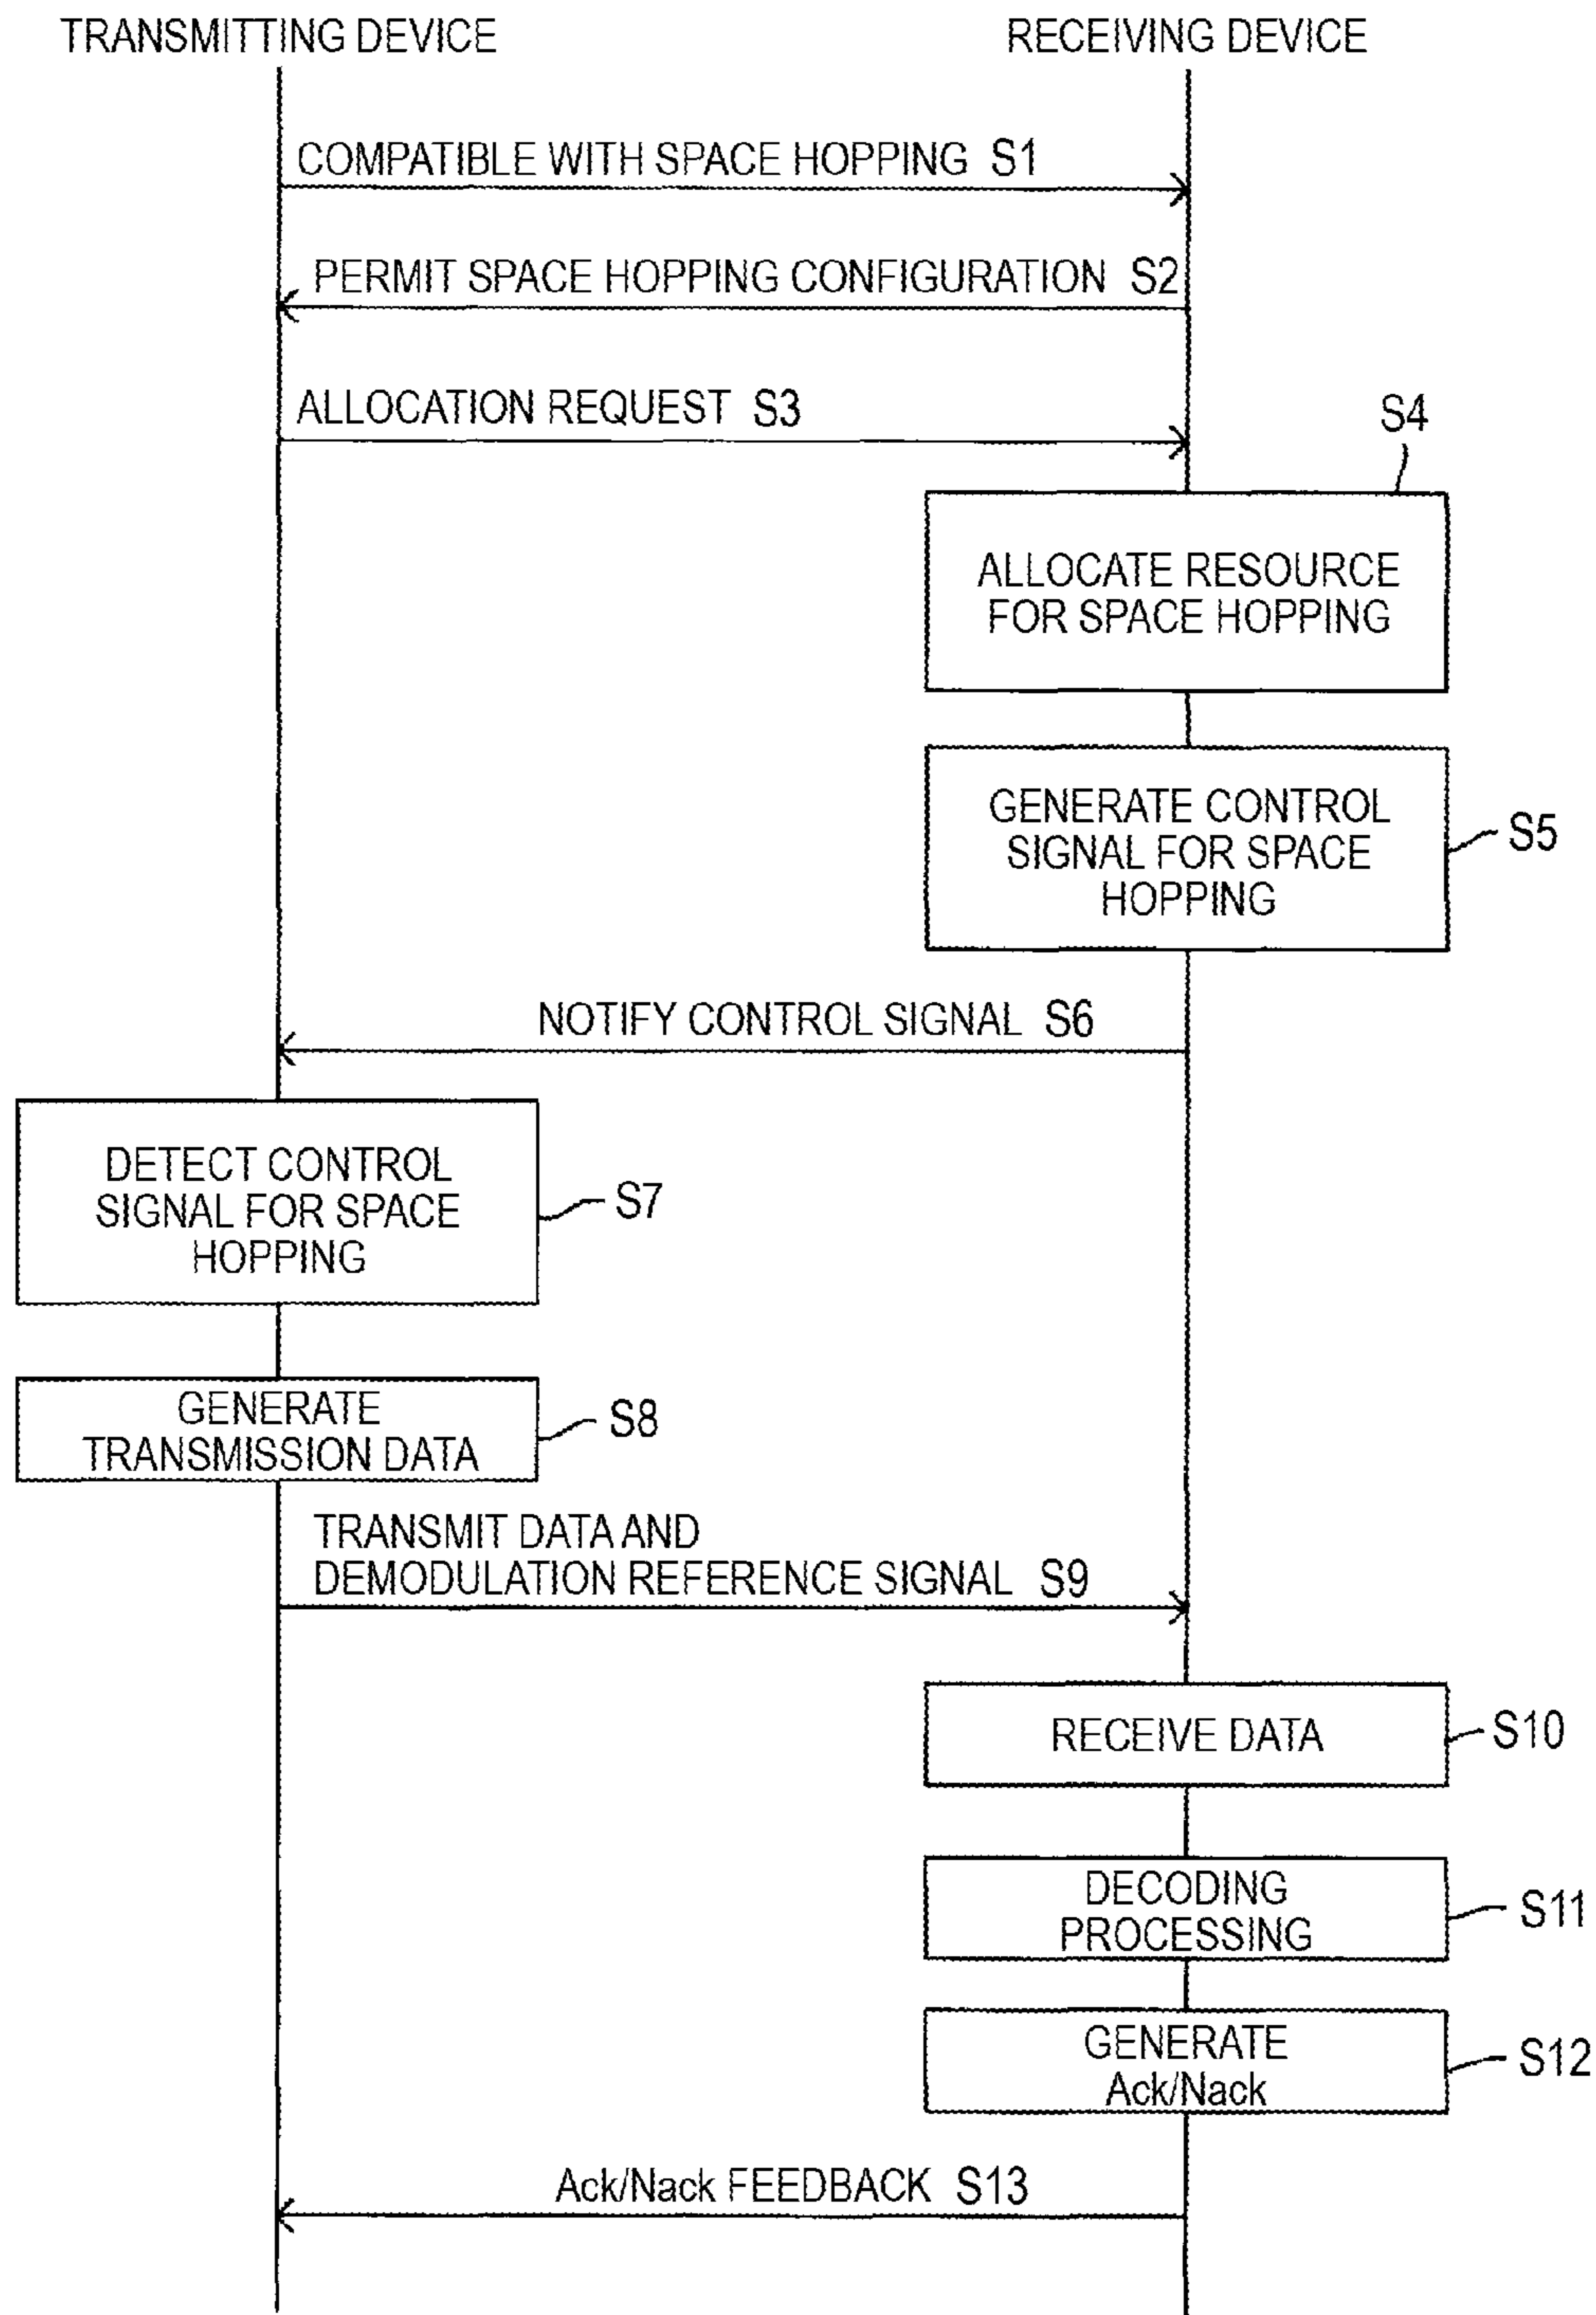 TRANSMITTING DEVICE
RECEIVING DEVICE
COMPATIBLE WITH SPACE HOPPING S1
PERMIT SPACE HOPPING CONFIGURATION S2
ALLOCATION REQUEST S3
S4
ALLOCATE RESOURCE
FOR SPACE HOPPING
GENERATE CONTROL
SIGNAL FOR SPACE
HOPPING
S5
NOTIFY CONTROL SIGNAL S6
DETECT CONTROL
SIGNAL FOR SPACE
HOPPING
S7
GENERATE
TRANSMISSION DATA
S8
TRANSMIT DATA AND
DEMODULATION REFERENCE SIGNAL S9
RECEIVE DATA
S10
DECODING
PROCESSING
S11
GENERATE
Ack/Nack
S12
Ack/Nack FEEDBACK S13